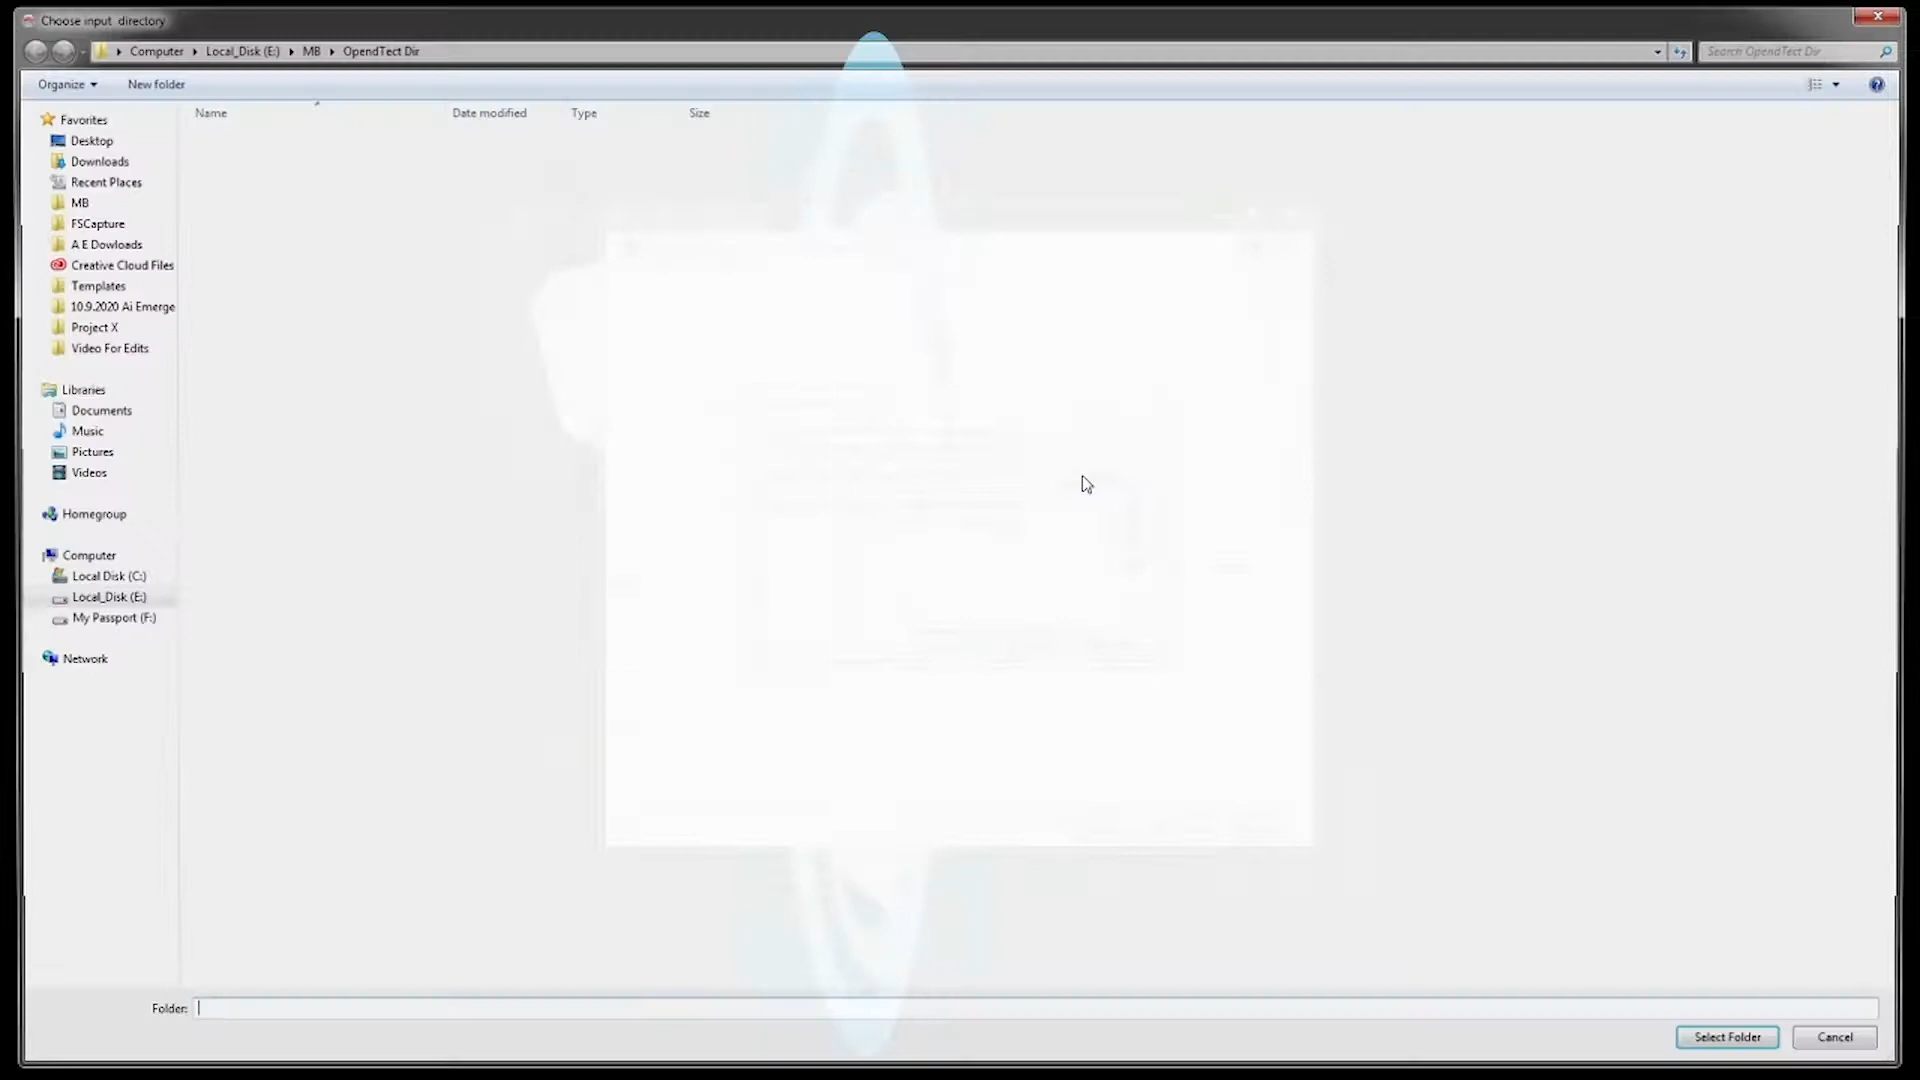 Choose input directory
Computer Local_Disk (E:) MB OpendTect Dir
Search OpendTect Dir
Organize New folder
Name Date modified Type Size
Favorites
Desktop
Downloads
Recent Places
MB
FSCapture
A E Dowloads
Creative Cloud Files
Templates
10.9.2020 Ai Emerge
Project X
Video For Edits
Libraries
Documents
Music
Pictures
Videos
Homegroup
Computer
Local Disk (C:)
Local_Disk (E:)
My Passport (F:)
Network
Folder:
Select Folder Cancel